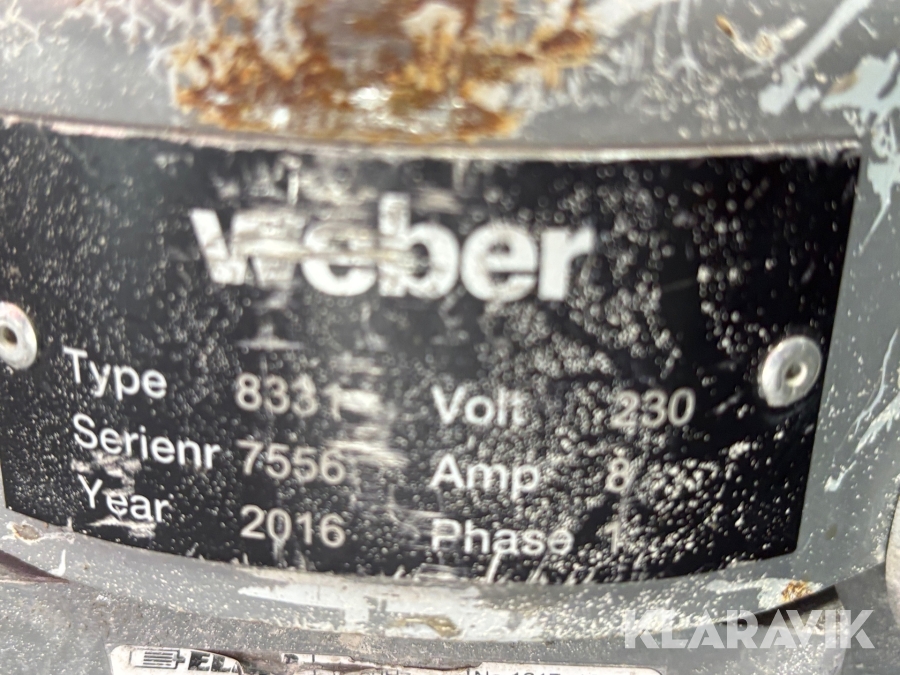 weber
Type 8331 Volt 230
Serienr 7556 Amp 8
Year 2016 Phase 1
KLARAVIK